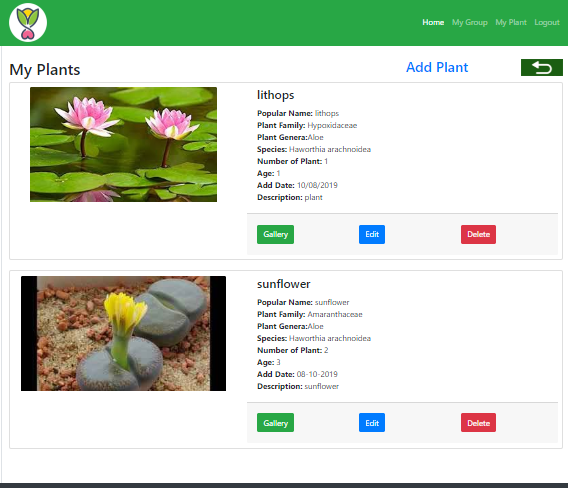 Home My Group My Plant Logout
My Plants Add Plant
lithops
Popular Name: lithops
Plant Family: Hypoxidaceae
Plant Genera:Aloe
Species: Haworthia arachnoidea
Number of Plant: 1
Age: 1
Add Date: 10/08/2019
Description: plant
Gallery Edit Delete
sunflower
Popular Name: sunflower
Plant Family: Amaranthaceae
Plant Genera:Aloe
Species: Haworthia arachnoidea
Number of Plant: 2
Age: 3
Add Date: 08-10-2019
Description: sunflower
Gallery Edit Delete